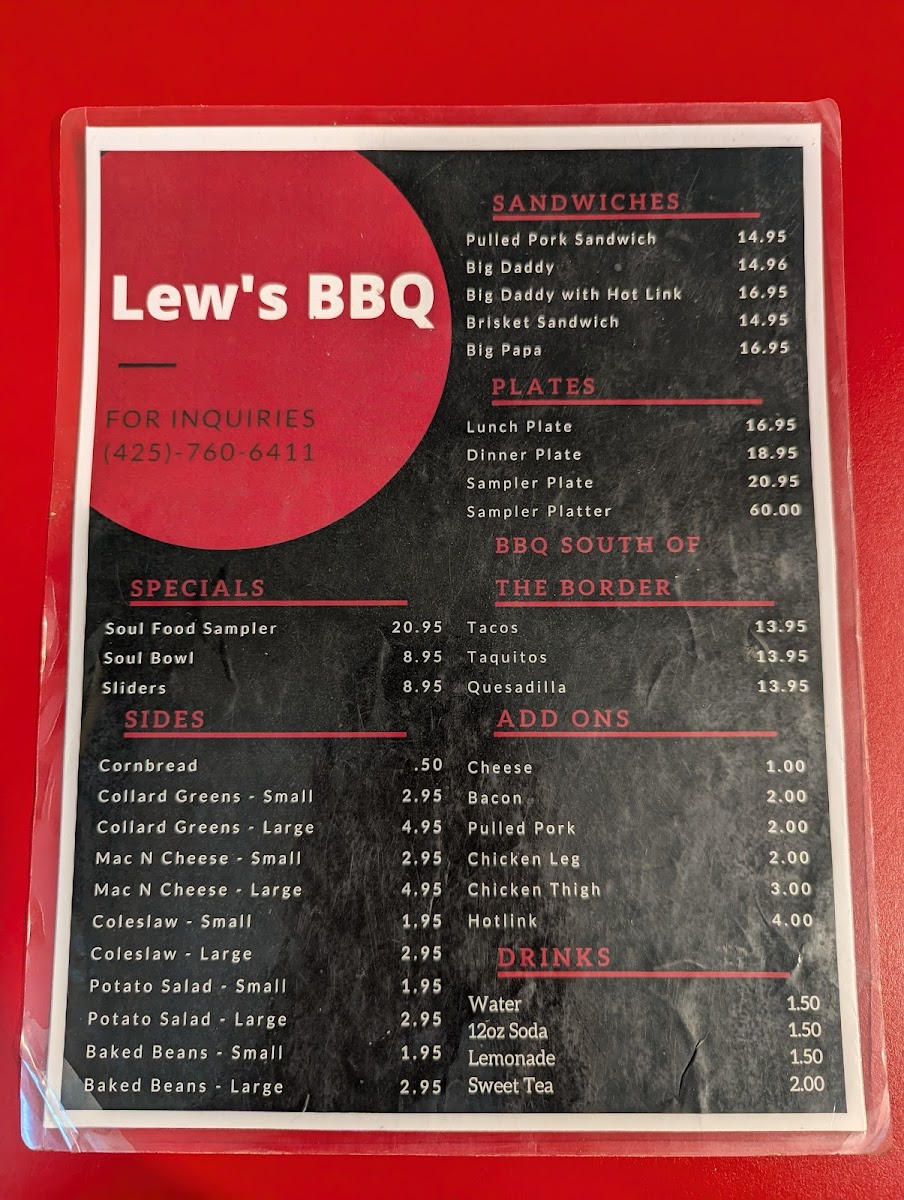 Lew's BBQ
FOR INQUIRIES
(425)-760-6411
SPECIALS
Soul Food Sampler 20.95
Soul Bowl 8.95
Sliders 8.95
SIDES
Cornbread .50
Collard Greens - Small 2.95
Collard Greens - Large 4.95
Mac N Cheese - Small 2.95
Mac N Cheese - Large 4.95
Coleslaw - Small 1.95
Coleslaw - Large 2.95
Potato Salad - Small 1.95
Potato Salad - Large 2.95
Baked Beans - Small 1.95
Baked Beans - Large 2.95
SANDWICHES
Pulled Pork Sandwich 14.95
Big Daddy 14.96
Big Daddy with Hot Link 16.95
Brisket Sandwich 14.95
Big Papa 16.95
PLATES
Lunch Plate 16.95
Dinner Plate 18.95
Sampler Plate 20.95
Sampler Platter 60.00
BBQ SOUTH OF
THE BORDER
Tacos 13.95
Taquitos 13.95
Quesadilla 13.95
ADD ONS
Cheese 1.00
Bacon 2.00
Pulled Pork 2.00
Chicken Leg 2.00
Chicken Thigh 3.00
Hotlink 4.00
DRINKS
Water 1.50
12oz Soda 1.50
Lemonade 1.50
Sweet Tea 2.00